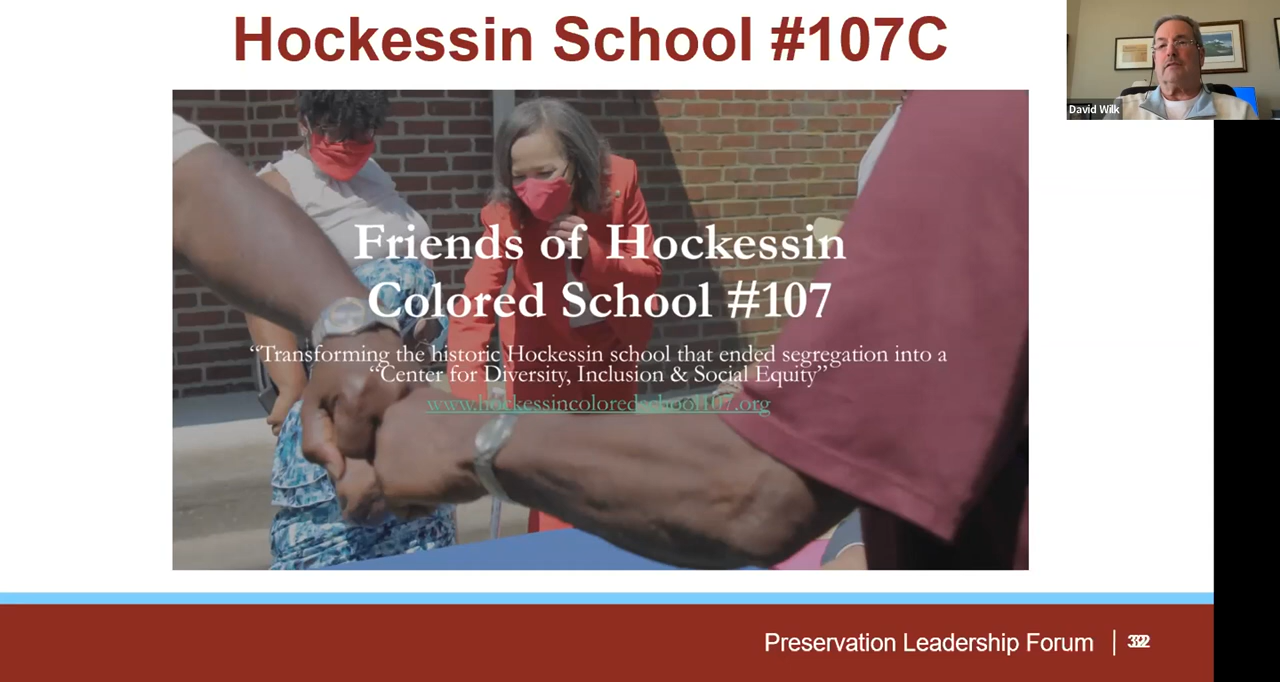 Hockessin School #107C
David Wilk
Friends of Hockessin
Colored School #107
“Transforming the historic Hockessin school that ended segregation into a
“Center for Diversity, Inclusion & Social Equity”
www.hockessincoloredschool107.org
Preservation Leadership Forum